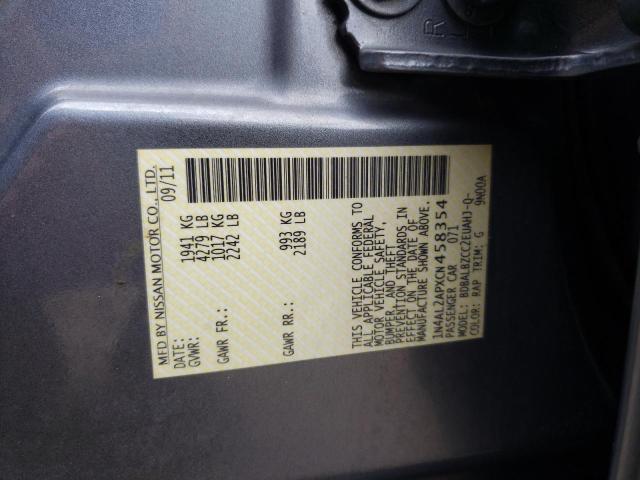 MFD BY NISSAN MOTOR CO., LTD.
DATE: 09/11
GVWR: 1941 KG
4279 LB
GAWR FR.: 1017 KG
2242 LB
GAWR RR.: 993 KG
2189 LB
THIS VEHICLE CONFORMS TO
ALL APPLICABLE FEDERAL
MOTOR VEHICLE SAFETY,
BUMPER, AND THEFT
PREVENTION STANDARDS IN
EFFECT ON THE DATE OF
MANUFACTURE SHOWN ABOVE.
1N4AL2APXCN458354
PASSENGER CAR 071
MODEL: BDBALBZCC2EUAHJ-Q-
COLOR: RAP TRIM: G 9N00A
R